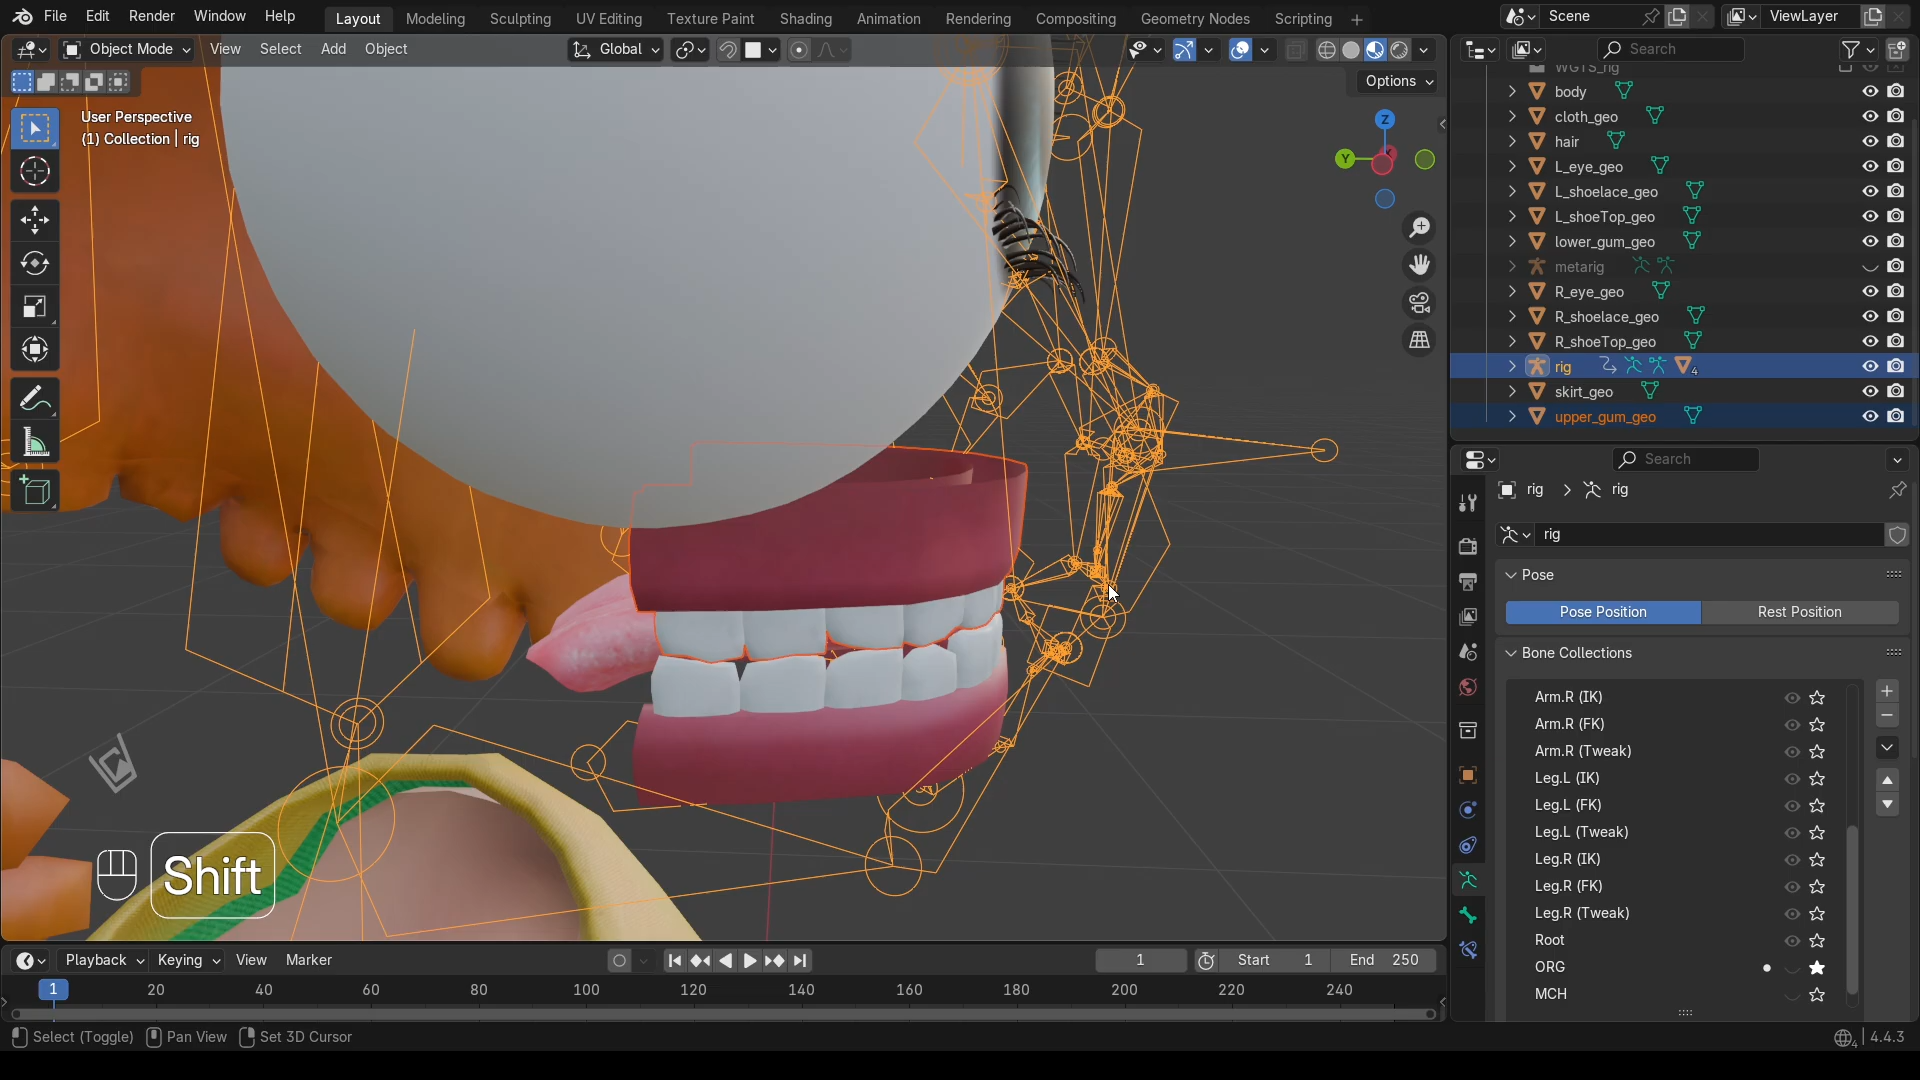 File Edit Render Window Help
Layout Modeling Sculpting UV Editing Texture Paint Shading Animation Rendering Compositing Geometry Nodes Scripting
Scene
ViewLayer
Object Mode View Select Add Object
Global
Search
Options
User Perspective
(1) Collection | rig
Z
Y
WGTS_rig
body
cloth_geo
hair
L_eye_geo
L_shoelace_geo
L_shoeTop_geo
lower_gum_geo
metarig
R_eye_geo
R_shoelace_geo
R_shoeTop_geo
rig 4
skirt_geo
upper_gum_geo
Search
rig > rig
rig
Pose
Pose Position Rest Position
Bone Collections
Arm.R (IK)
Arm.R (FK)
Arm.R (Tweak)
Leg.L (IK)
Leg.L (FK)
Leg.L (Tweak)
Leg.R (IK)
Leg.R (FK)
Leg.R (Tweak)
Root
ORG
MCH
Shift
Playback Keying View Marker
1
Start 1
End 250
1 20 40 60 80 100 120 140 160 180 200 220 240
Select (Toggle) Pan View Set 3D Cursor
4 4.4.3